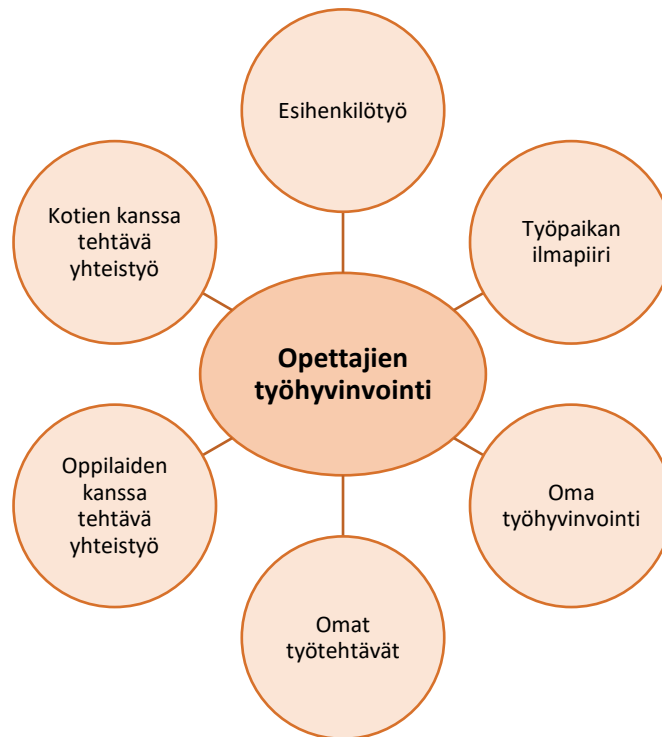 Esihenkilötyö
Työpaikan
ilmapiiri
Oma
työhyvinvointi
Omat
työtehtävät
Oppilaiden
kanssa
tehtävä
yhteistyö
Kotien kanssa
tehtävä
yhteistyö
Opettajien
työhyvinvointi